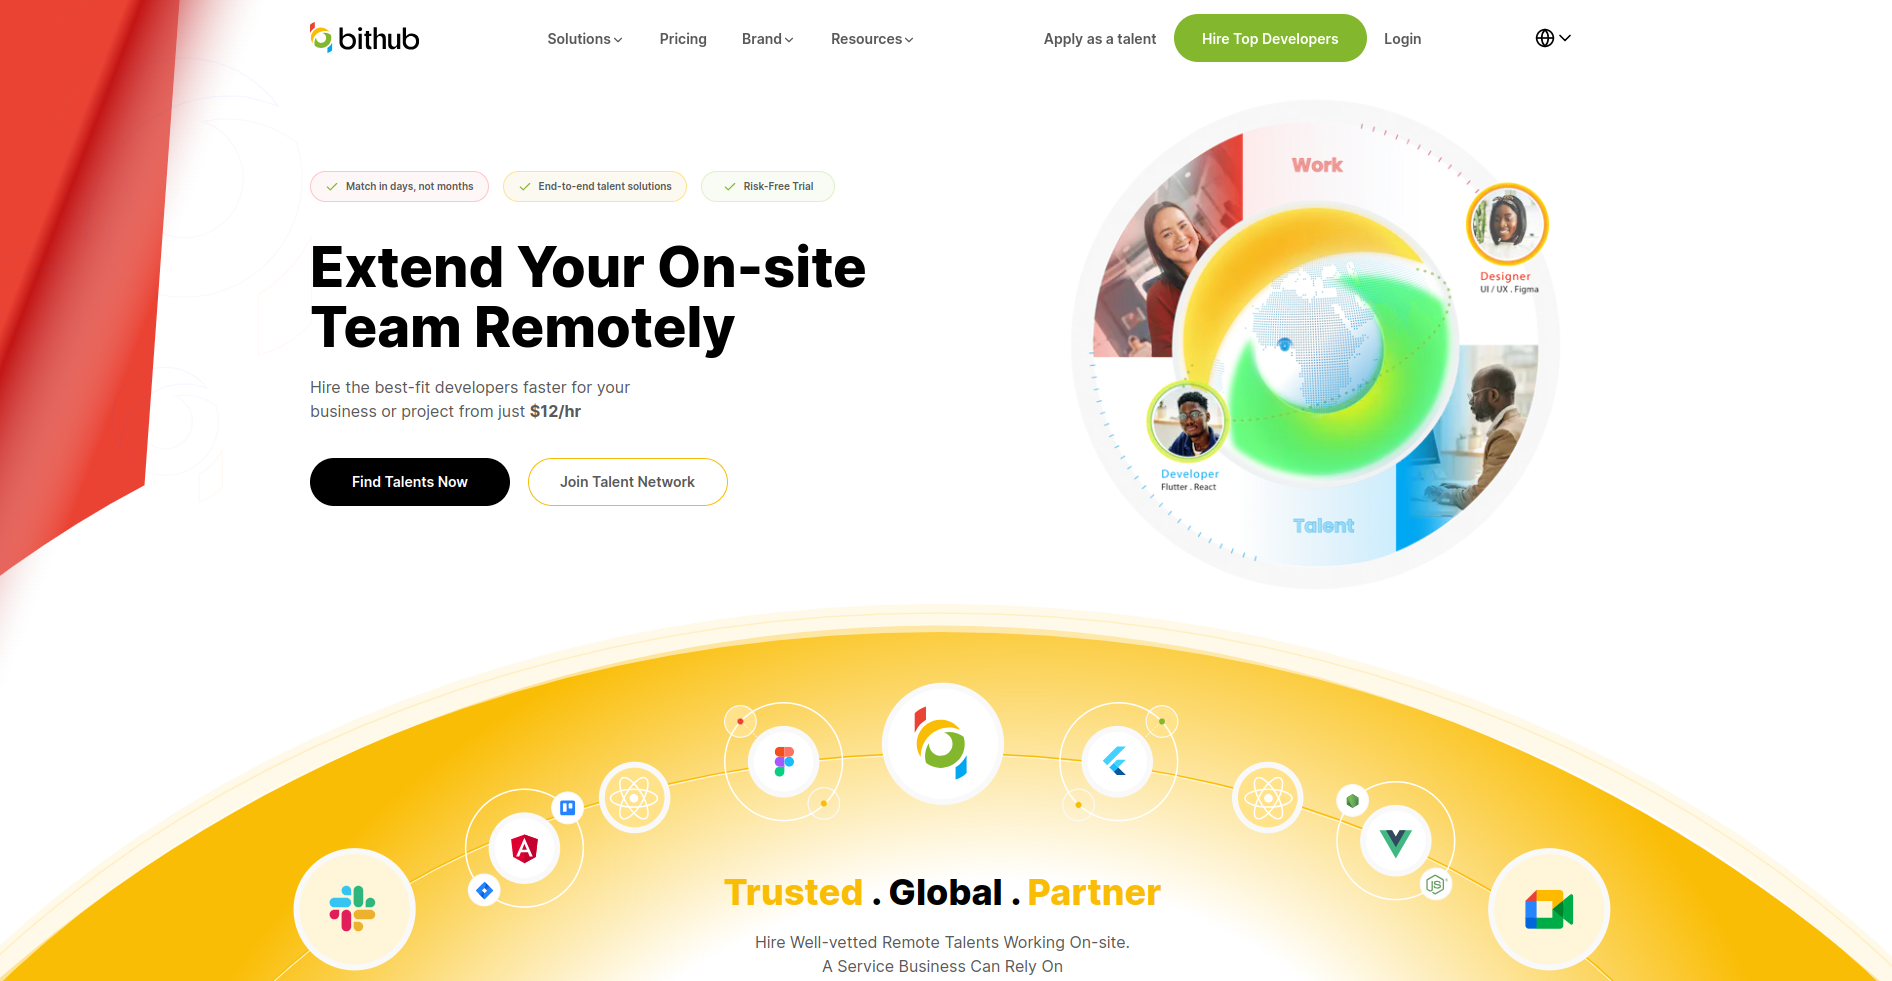 bithub
Solutions
Pricing
Brand
Resources
Apply as a talent
Hire Top Developers
Login
Match in days, not months
End-to-end talent solutions
Risk-Free Trial
Extend Your On-site
Team Remotely
Hire the best-fit developers faster for your
business or project from just $12/hr
Find Talents Now
Join Talent Network
Work
Designer
UI / UX . Figma
Developer
Flutter . React
Talent
JS
Trusted . Global . Partner
Hire Well-vetted Remote Talents Working On-site.
A Service Business Can Rely On